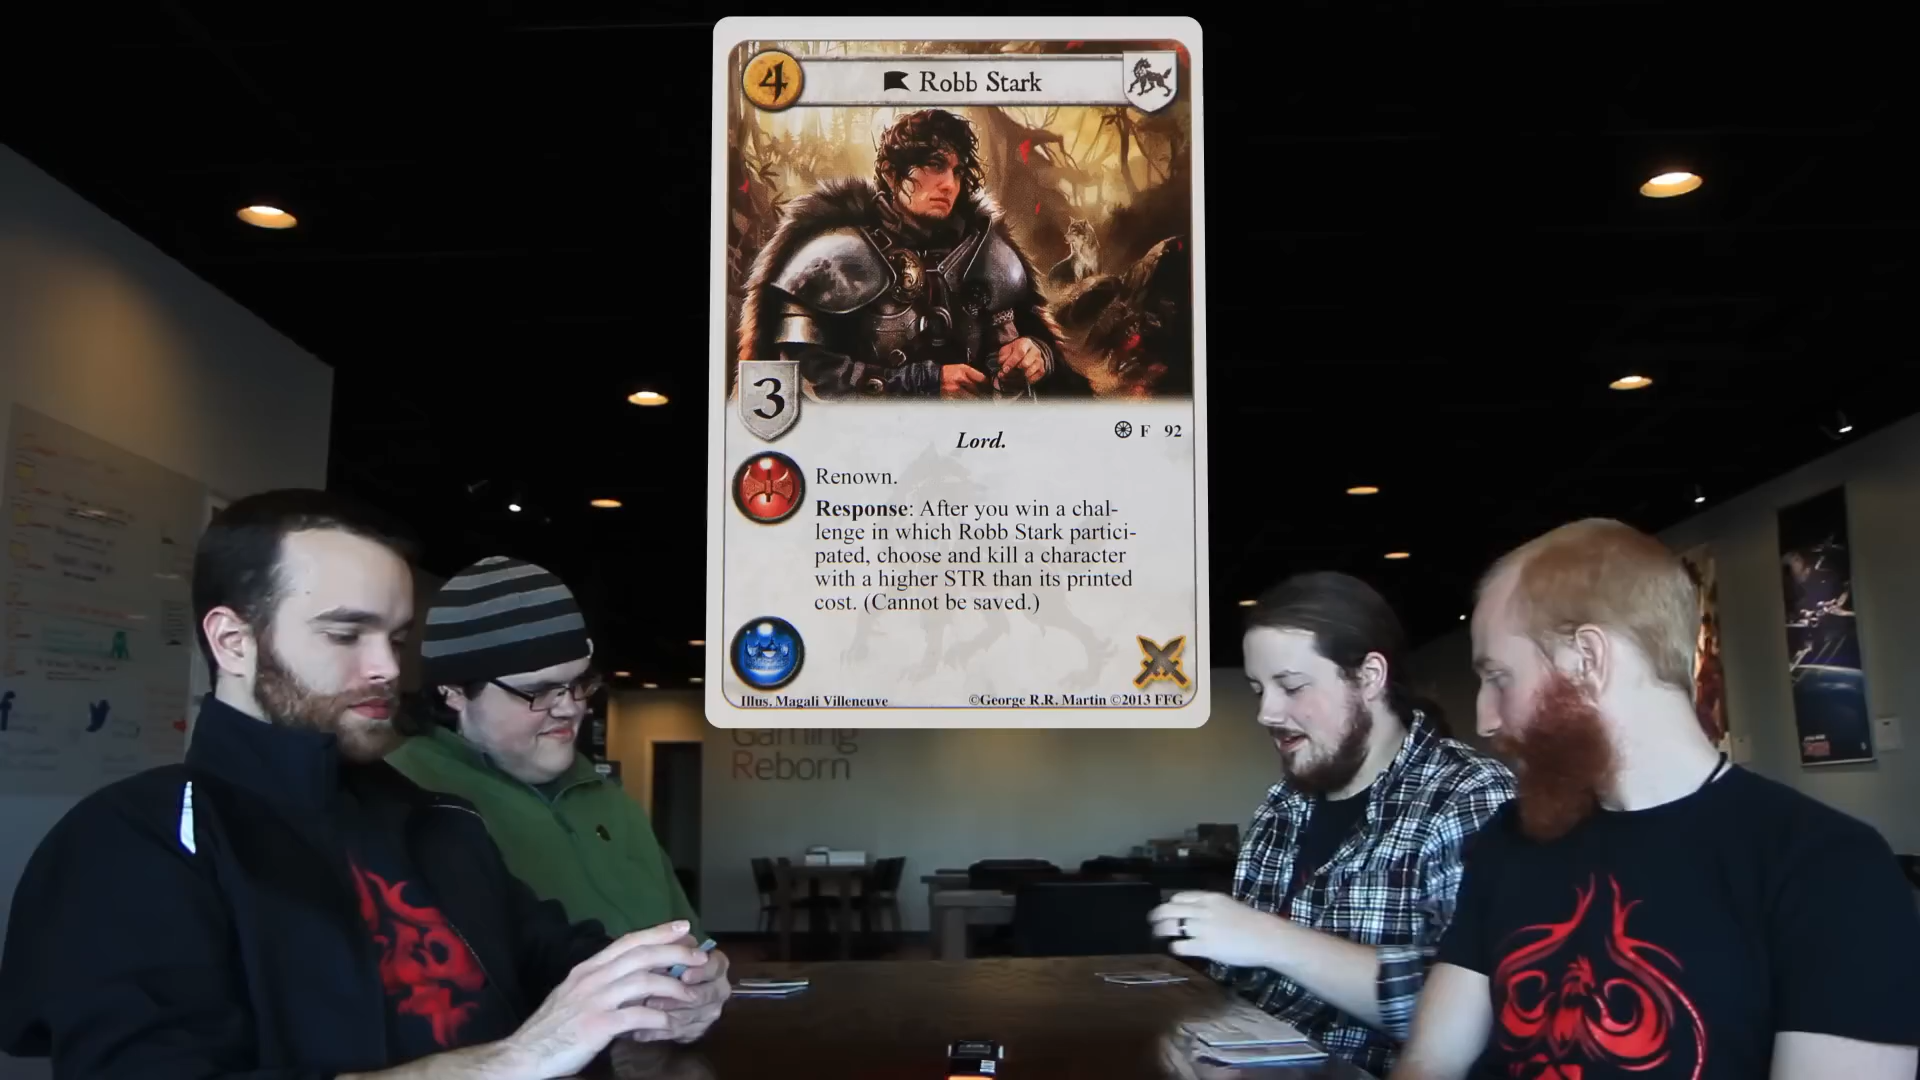 4
Robb Stark
3
Lord.
F 92
Renown.
Response: After you win a chal-
lenge in which Robb Stark partici-
pated, choose and kill a character
with a higher STR than its printed
cost. (Cannot be saved.)
Illus. Magali Villeneuve
©George R.R. Martin ©2013 FFG
Gaming
Reborn